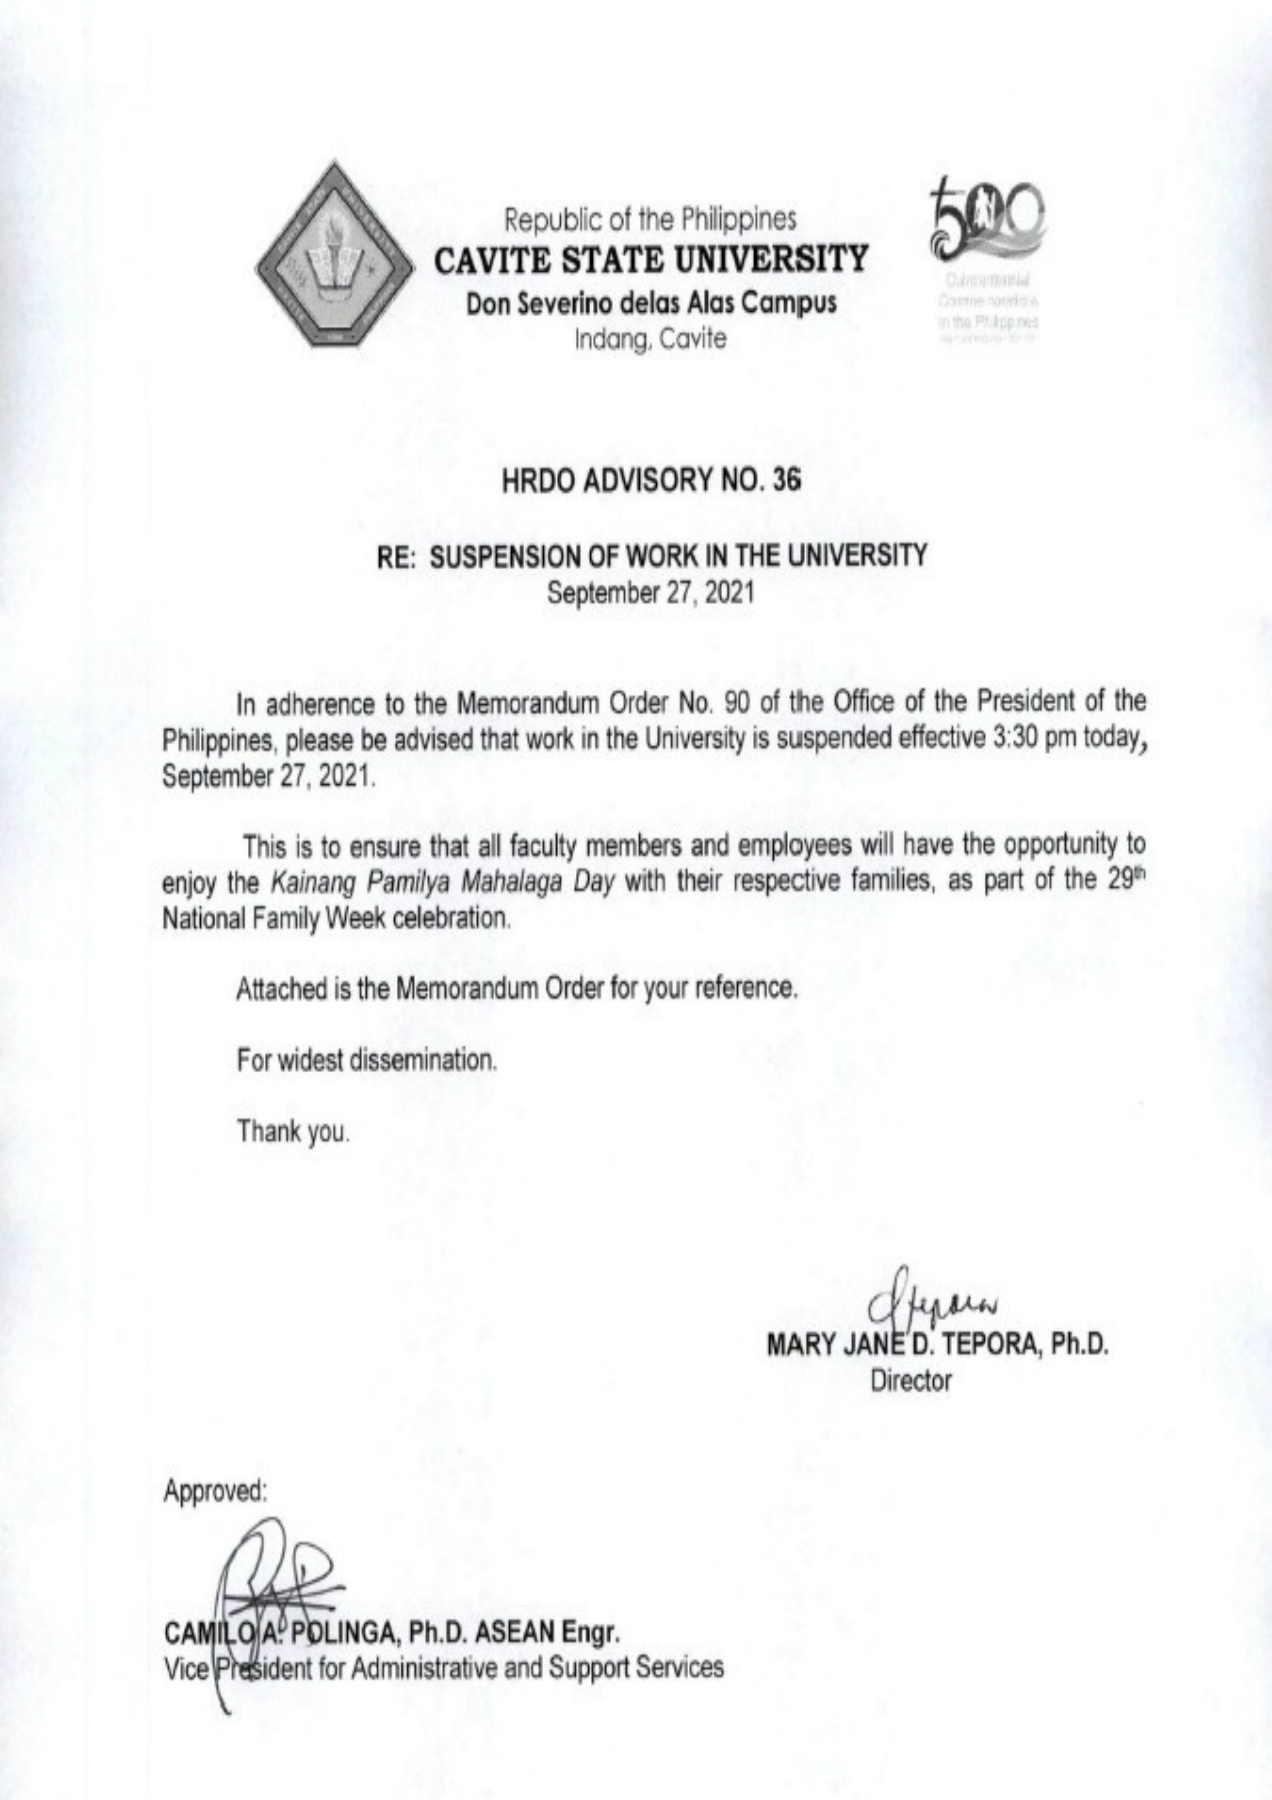 Republic of the Philippines
CAVITE STATE UNIVERSITY
Don Severino delas Alas Campus
Indang, Cavite
500
Quincentennial
Commemorations
in the Philippines
HRDO ADVISORY NO. 36
RE: SUSPENSION OF WORK IN THE UNIVERSITY
September 27, 2021
In adherence to the Memorandum Order No. 90 of the Office of the President of the
Philippines, please be advised that work in the University is suspended effective 3:30 pm today,
September 27, 2021.
This is to ensure that all faculty members and employees will have the opportunity to
enjoy the Kainang Pamilya Mahalaga Day with their respective families, as part of the 29th
National Family Week celebration.
Attached is the Memorandum Order for your reference.
For widest dissemination.
Thank you.
MARY JANE D. TEPORA, Ph.D.
Director
Approved:
CAMILO A. POLINGA, Ph.D. ASEAN Engr.
Vice President for Administrative and Support Services